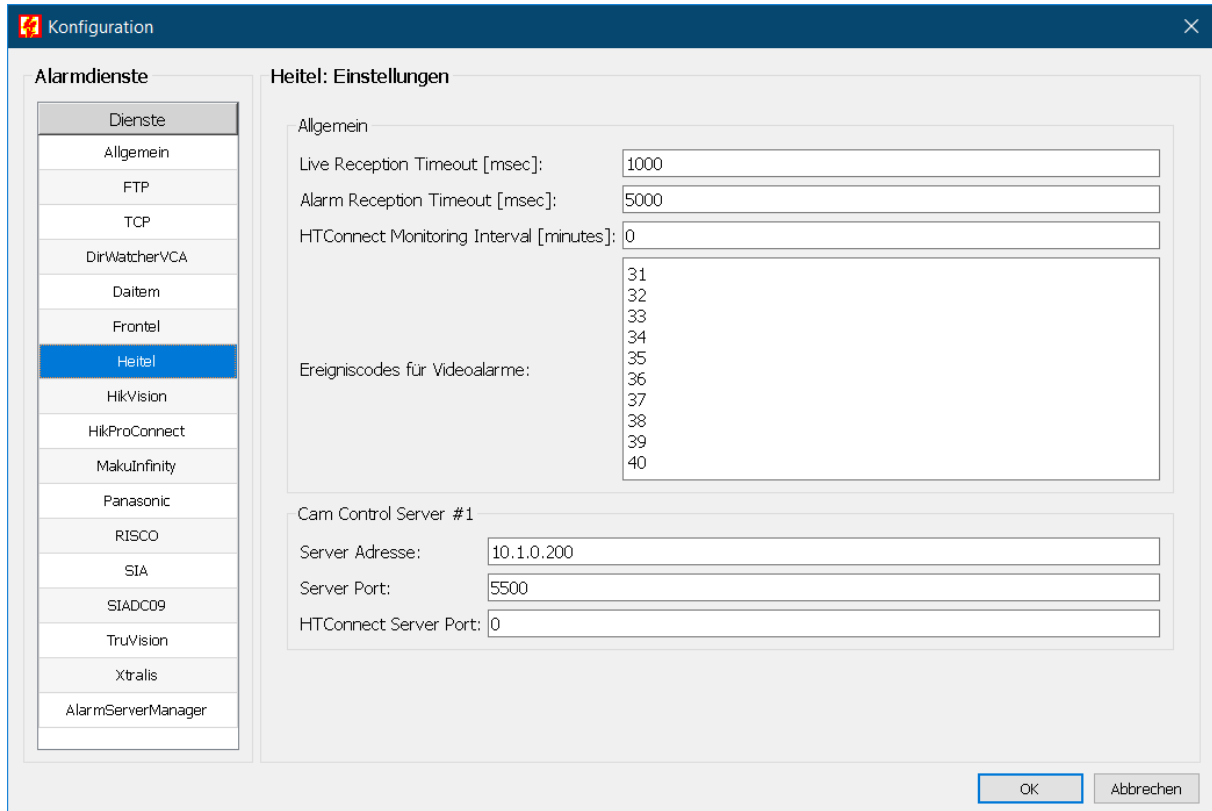 Konfiguration
Alarmdienste
Dienste
Allgemein
FTP
TCP
DirWatcherVCA
Daitem
Frontel
Heitel
HikVision
HikProConnect
MakuInfinity
Panasonic
RISCO
SIA
SIADC09
TruVision
Xtralis
AlarmServerManager
Heitel: Einstellungen
Allgemein
Live Reception Timeout [msec]: 1000
Alarm Reception Timeout [msec]: 5000
HTConnect Monitoring Interval [minutes]: 0
Ereigniscodes für Videoalarme:
31
32
33
34
35
36
37
38
39
40
Cam Control Server #1
Server Adresse: 10.1.0.200
Server Port: 5500
HTConnect Server Port: 0
OK Abbrechen